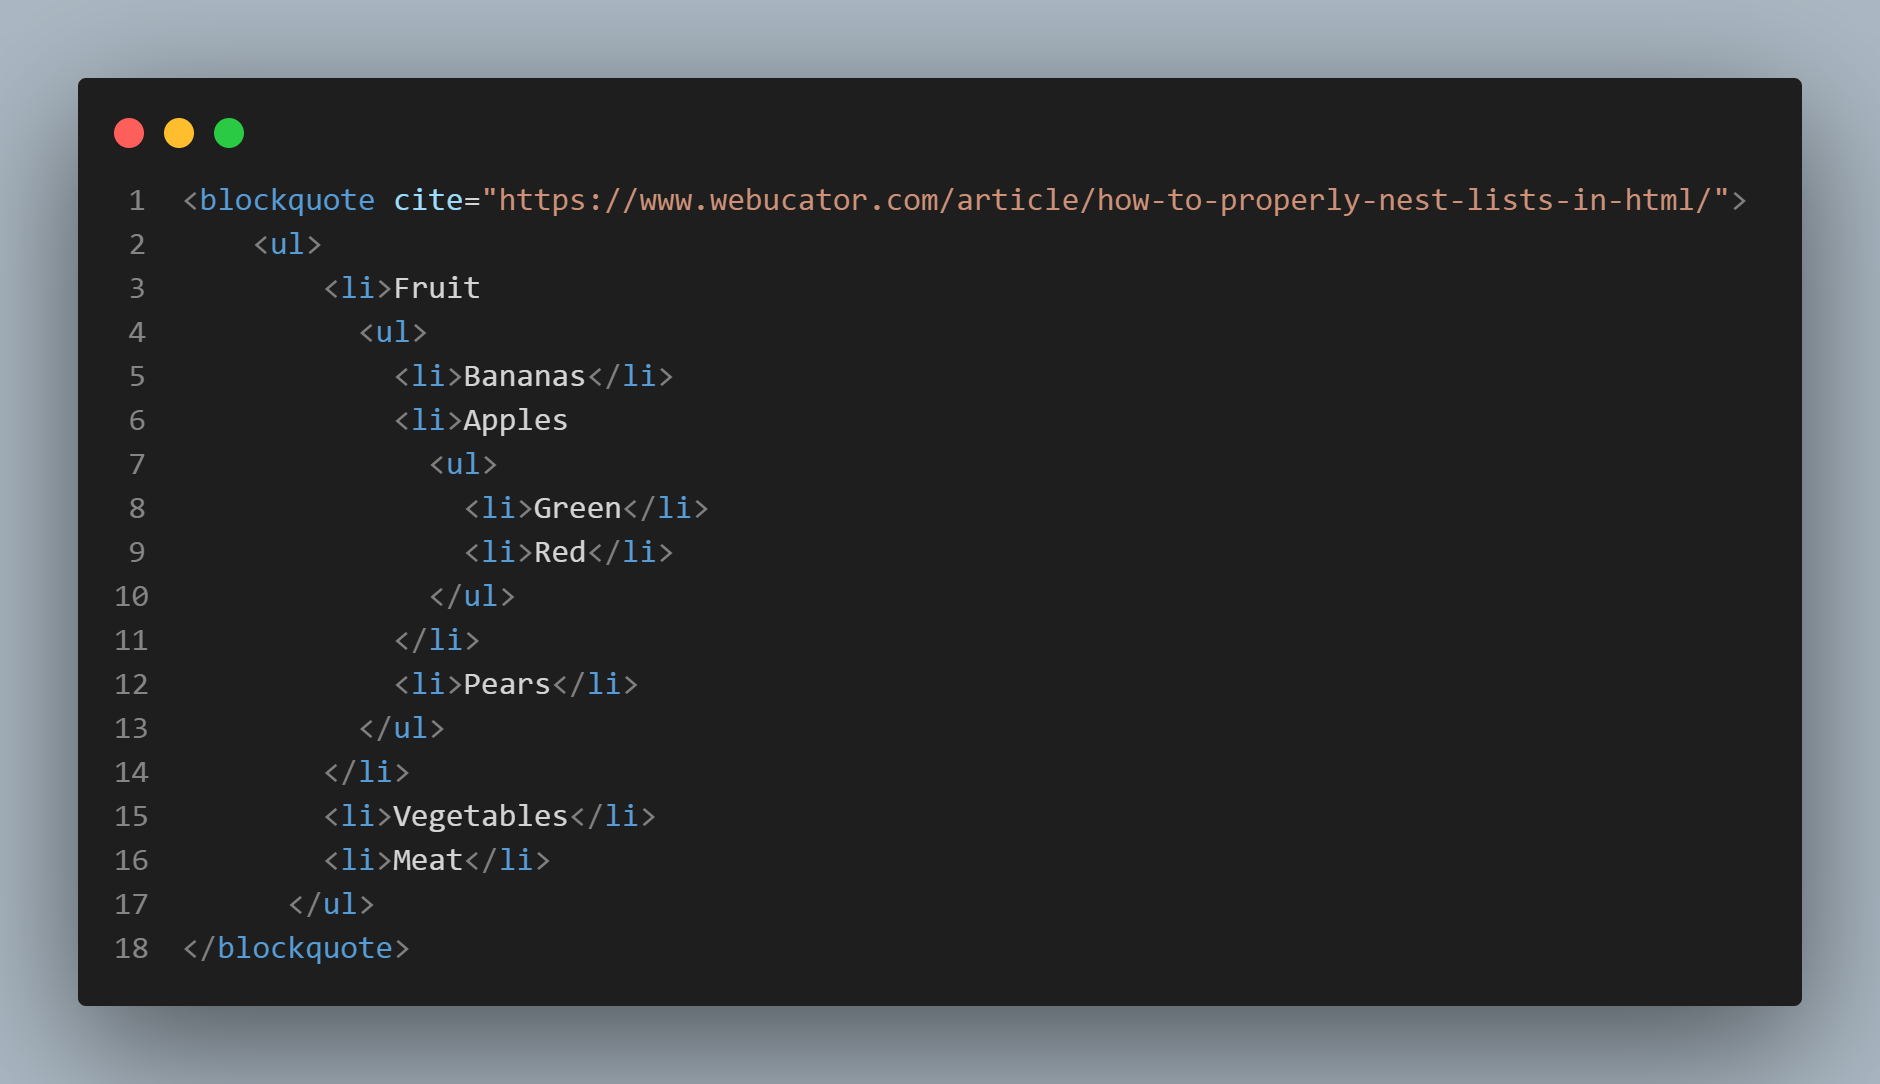 1 <blockquote cite="https://www.webucator.com/article/how-to-properly-nest-lists-in-html/">
2     <ul>
3         <li>Fruit
4           <ul>
5             <li>Bananas</li>
6             <li>Apples
7               <ul>
8                 <li>Green</li>
9                 <li>Red</li>
10               </ul>
11             </li>
12             <li>Pears</li>
13           </ul>
14         </li>
15         <li>Vegetables</li>
16         <li>Meat</li>
17       </ul>
18 </blockquote>